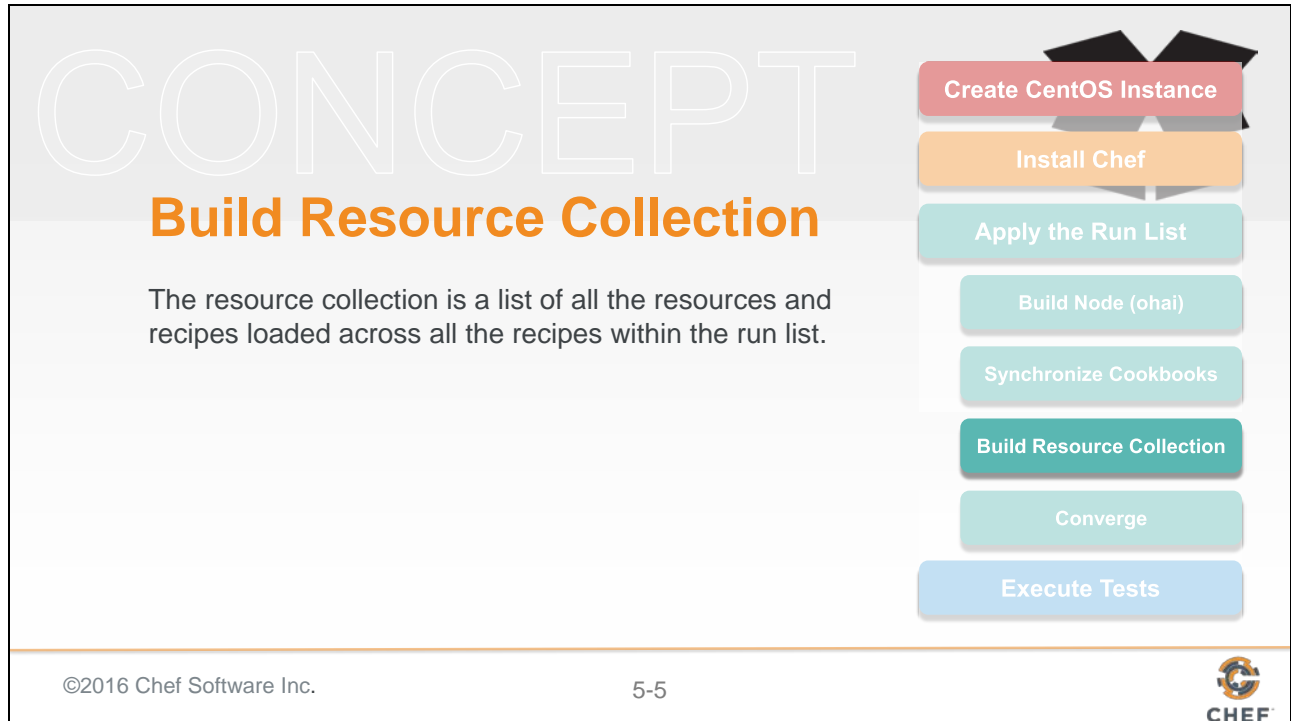 CONCEPT
Build Resource Collection
The resource collection is a list of all the resources and
recipes loaded across all the recipes within the run list.
Create CentOS Instance
Install Chef
Apply the Run List
Build Node (ohai)
Synchronize Cookbooks
Build Resource Collection
Converge
Execute Tests
©2016 Chef Software Inc.
5-5
CHEF